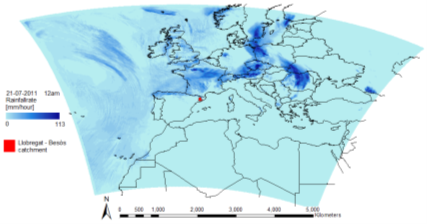 21-07-2011 12am
Rainfallrate
[mm/hour]
0 113
Llobregat - Besós
catchment
N
0 500 1,000 2,000 3,000 4,000 5,000
Kilometers